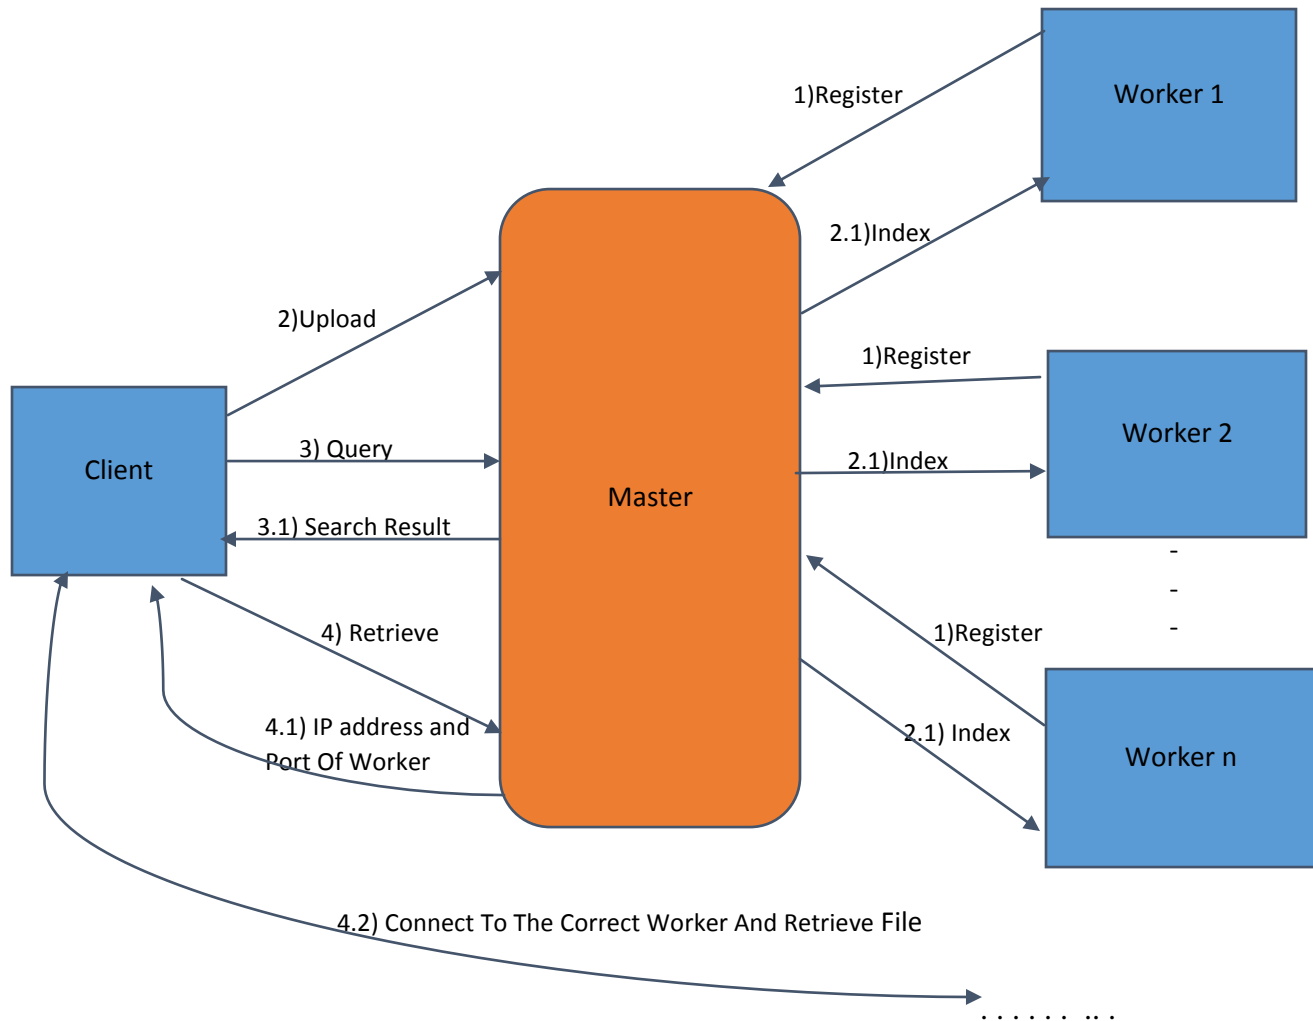 1)Register
Worker 1
2.1)Index
2)Upload
1)Register
Worker 2
3) Query
2.1)Index
Client
Master
3.1) Search Result
-
-
-
4) Retrieve
1)Register
4.1) IP address and
Port Of Worker
2.1) Index
Worker n
4.2) Connect To The Correct Worker And Retrieve File
. . . . . . .. .